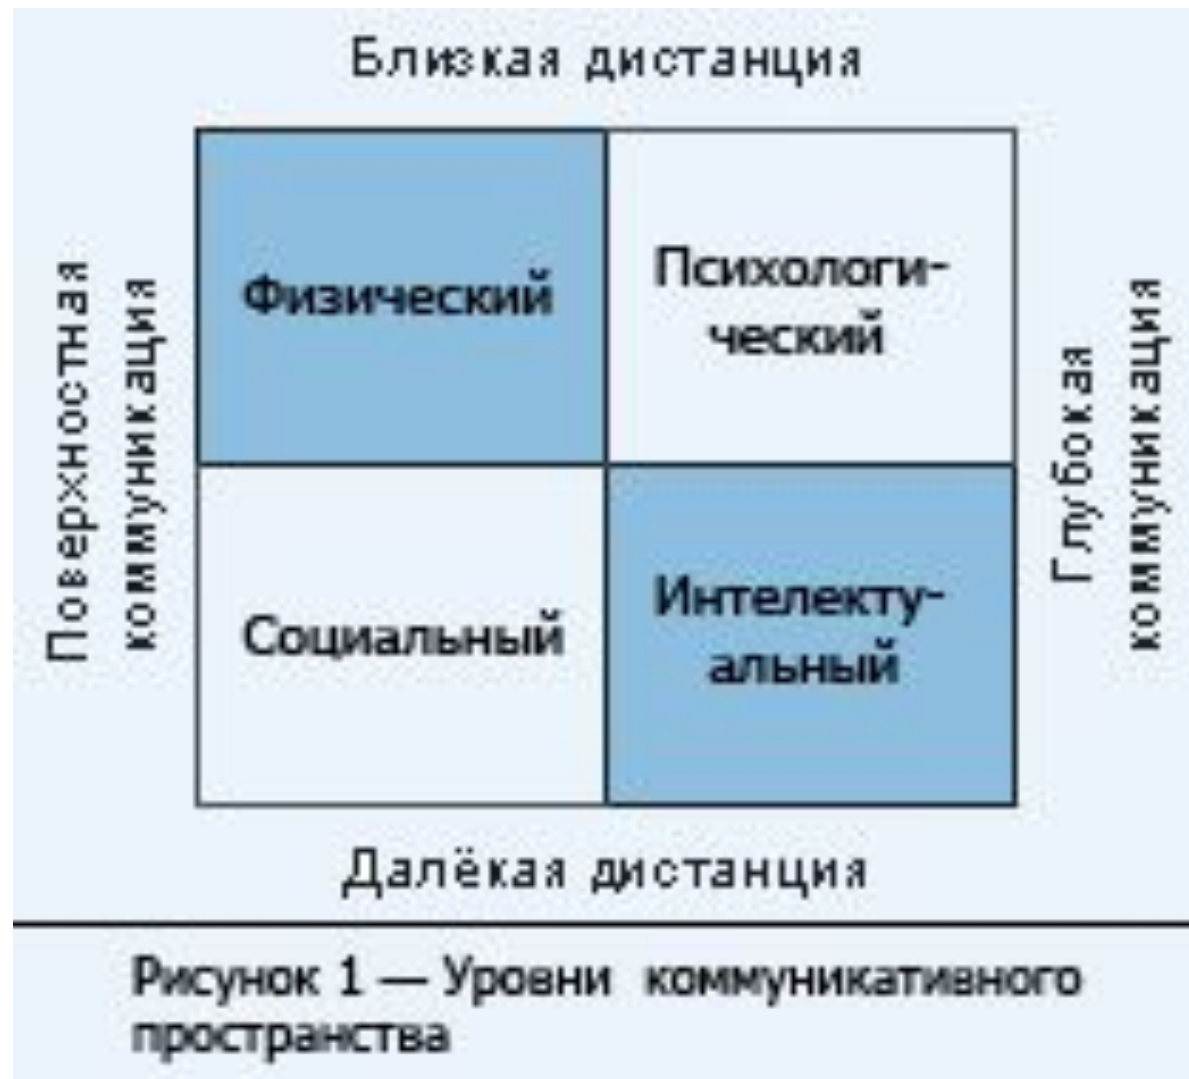 Близкая дистанция
Поверхностная
коммуникация
Физический
Психологи-
ческий
Социальный
Интелекту-
альный
Глубокая
коммуникация
Далёкая дистанция
Рисунок 1 — Уровни коммуникативного
пространства